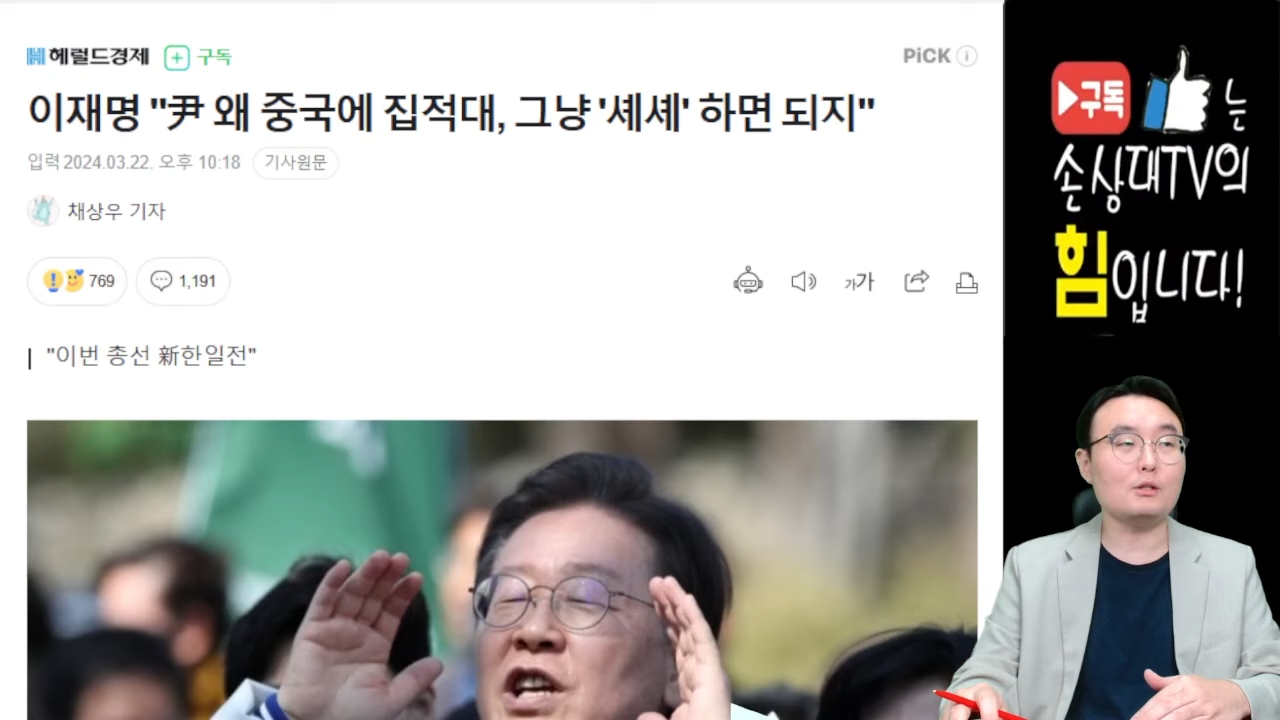 헤럴드경제 구독
PiCK
이재명 "尹 왜 중국에 집적대, 그냥 '셰셰' 하면 되지"
입력 2024.03.22. 오후 10:18 기사원문
채상우 기자
769 1,191
가가
"이번 총선 新한일전"
구독 는
손상대TV의
힘입니다!